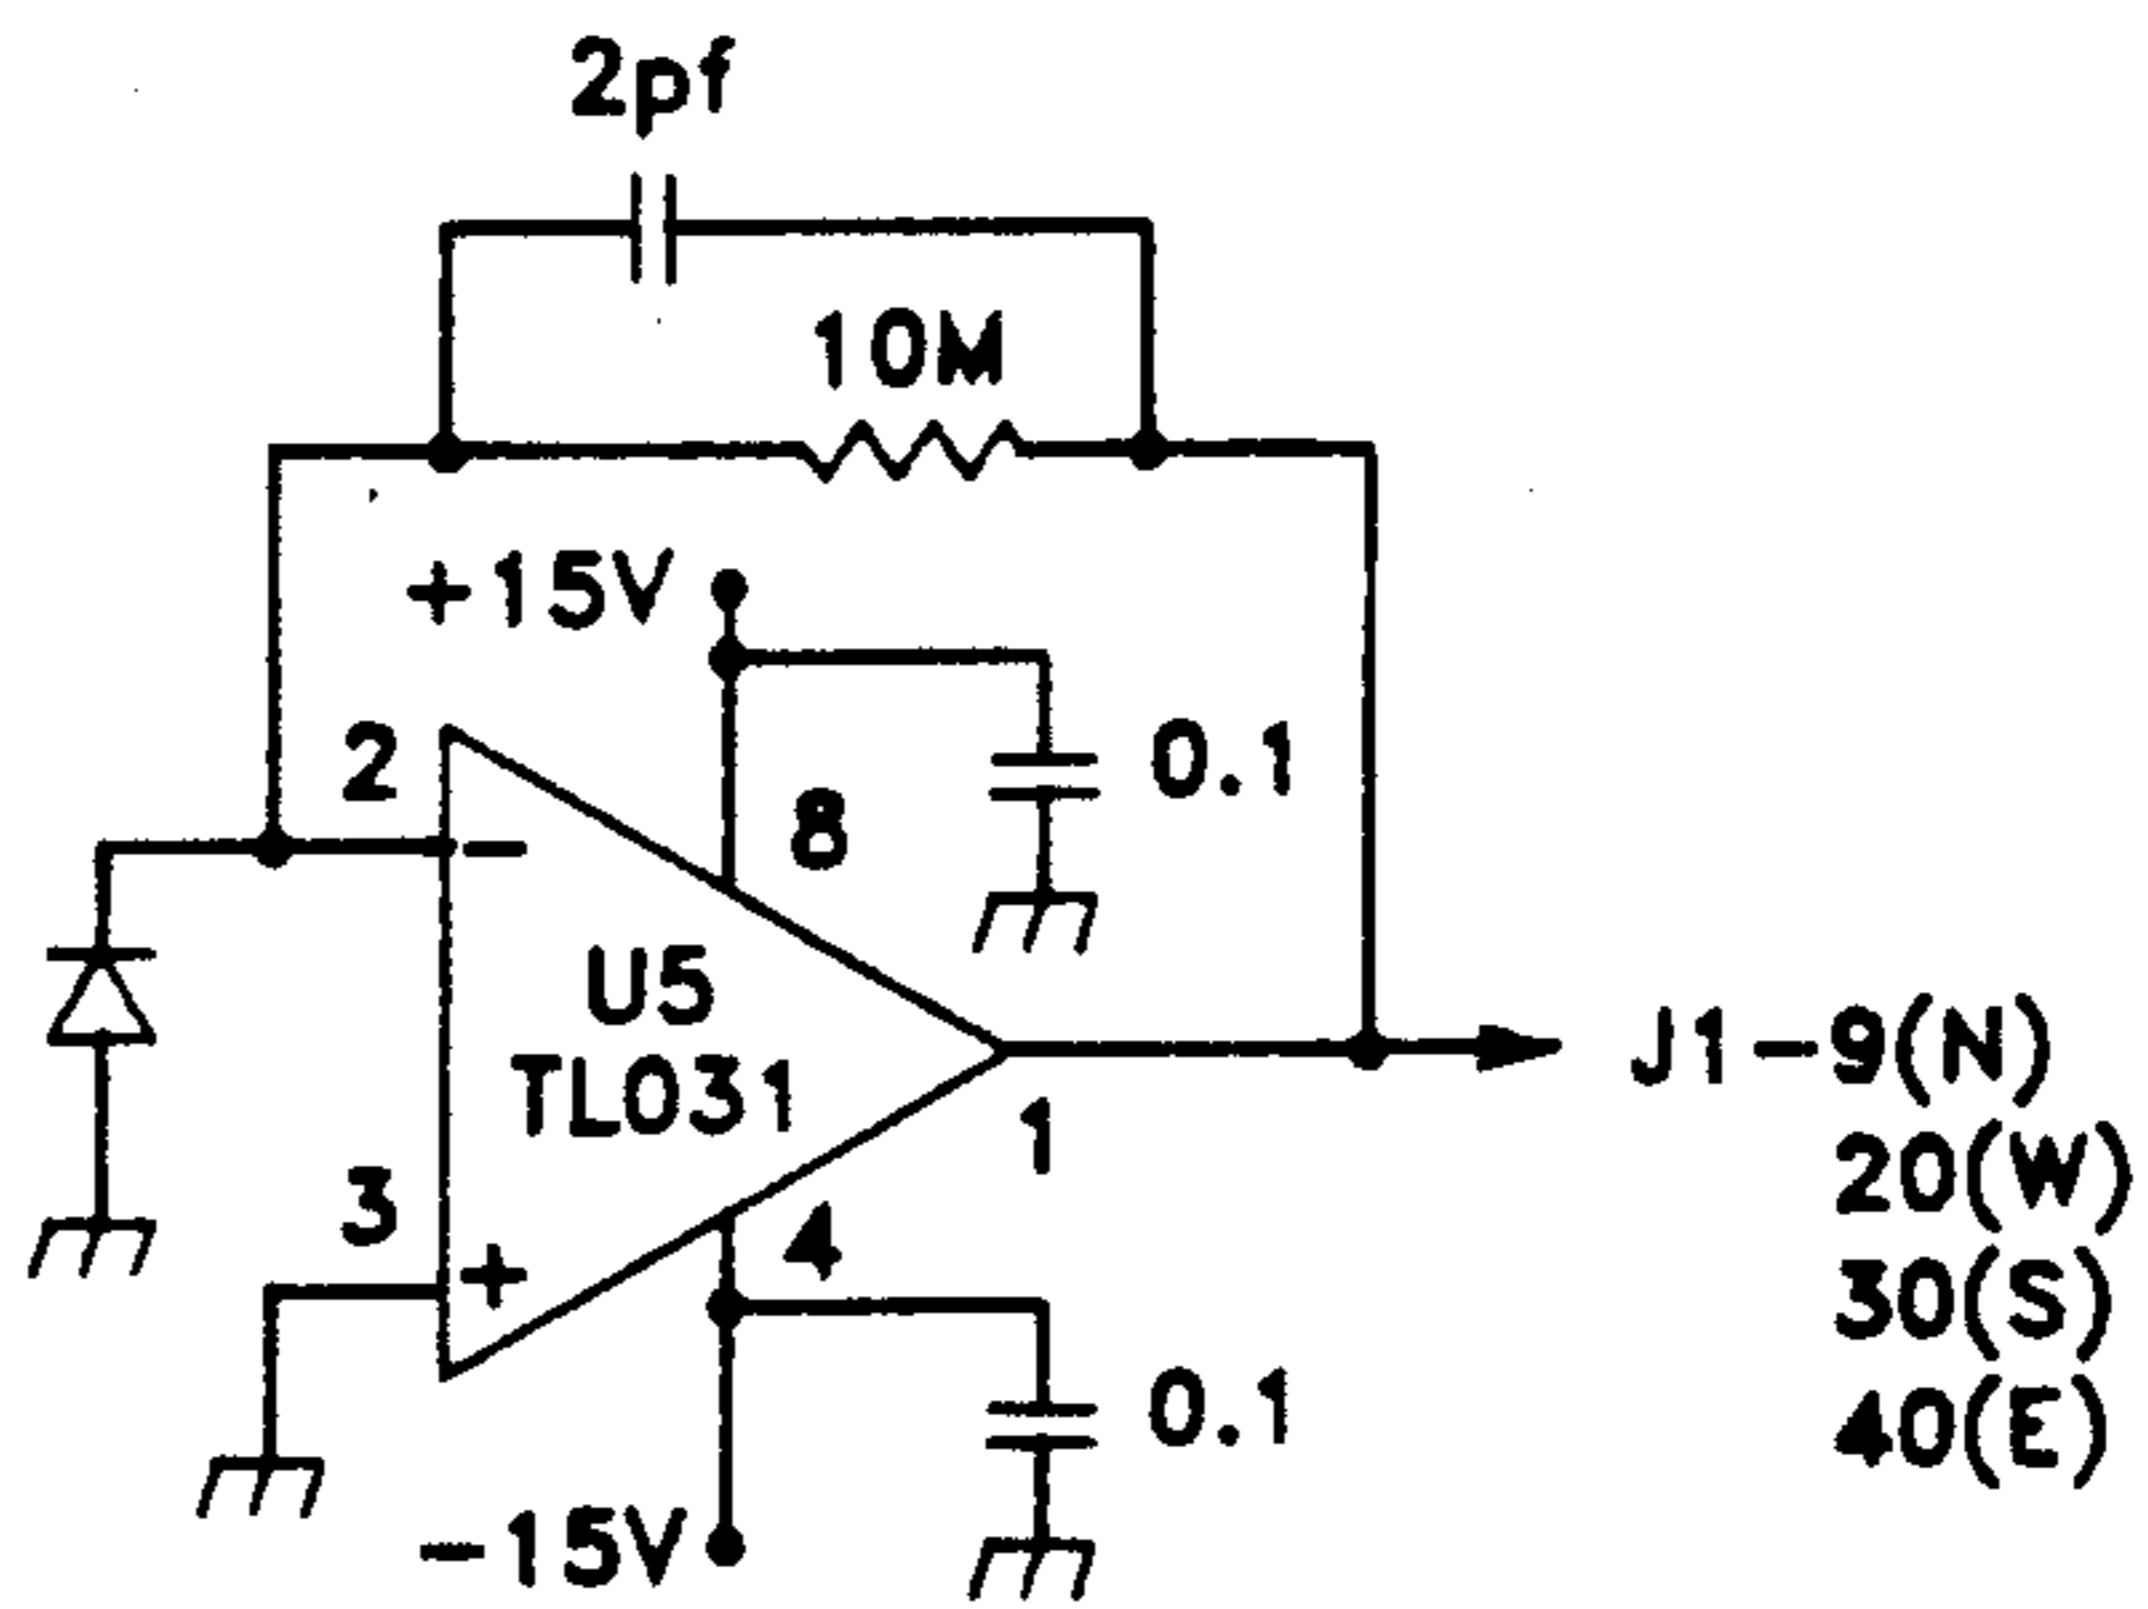 2pf
10M
+15V
2
8
0.1
-
U5
TL031
J1-9(N)
1
20(W)
3
4
+
30(S)
0.1
40(E)
-15V